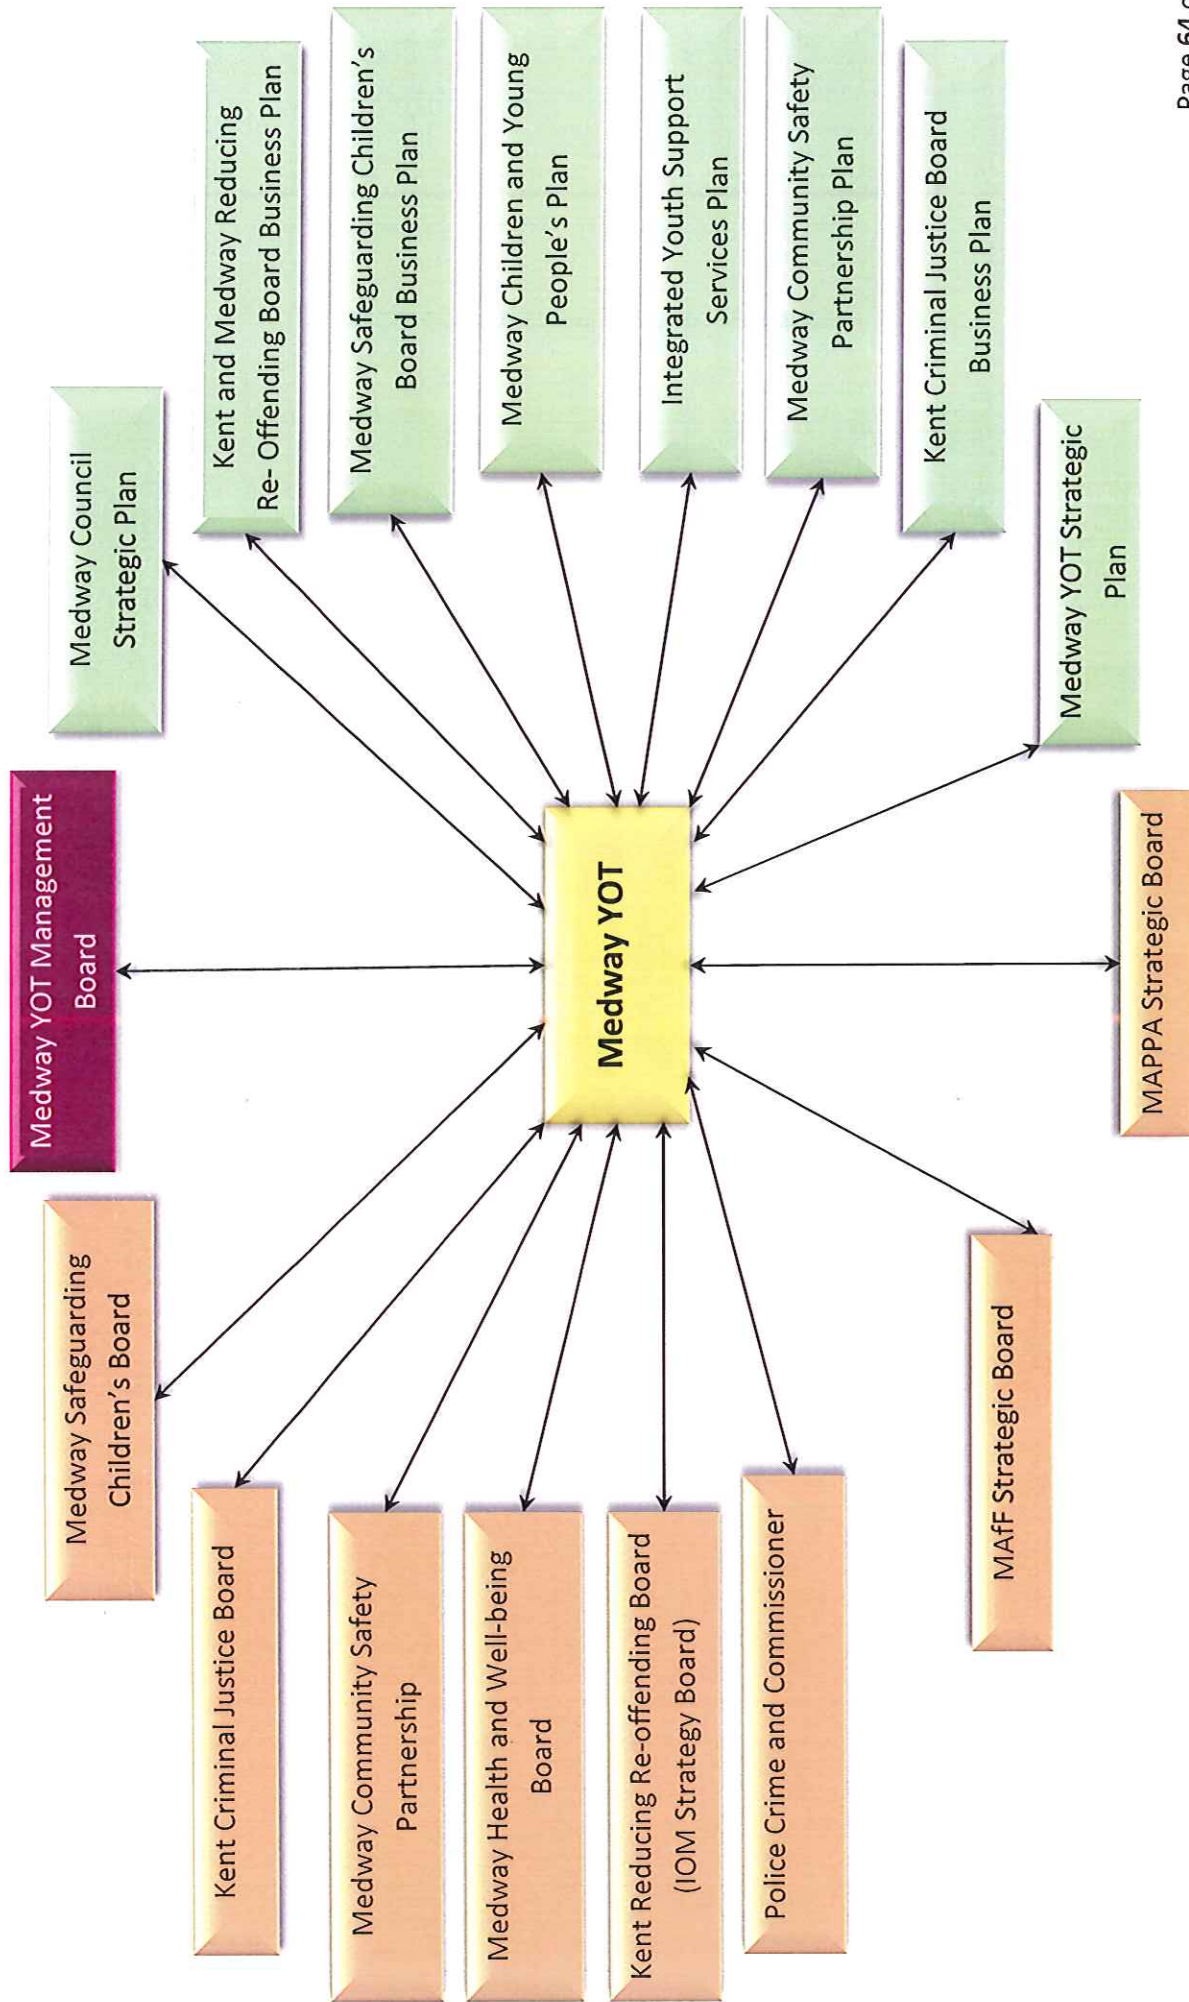 Medway YOT Management
Board
Medway Safeguarding
Children's Board
Kent Criminal Justice Board
Medway Community Safety
Partnership
Medway Health and Well-being
Board
Kent Reducing Re-offending Board
(IOM Strategy Board)
Police Crime and Commissioner
MAfF Strategic Board
MAPPA Strategic Board
Medway YOT
Medway Council
Strategic Plan
Kent and Medway Reducing
Re- Offending Board Business Plan
Medway Safeguarding Children's
Board Business Plan
Medway Children and Young
People's Plan
Integrated Youth Support
Services Plan
Medway Community Safety
Partnership Plan
Kent Criminal Justice Board
Business Plan
Medway YOT Strategic
Plan
Page 64